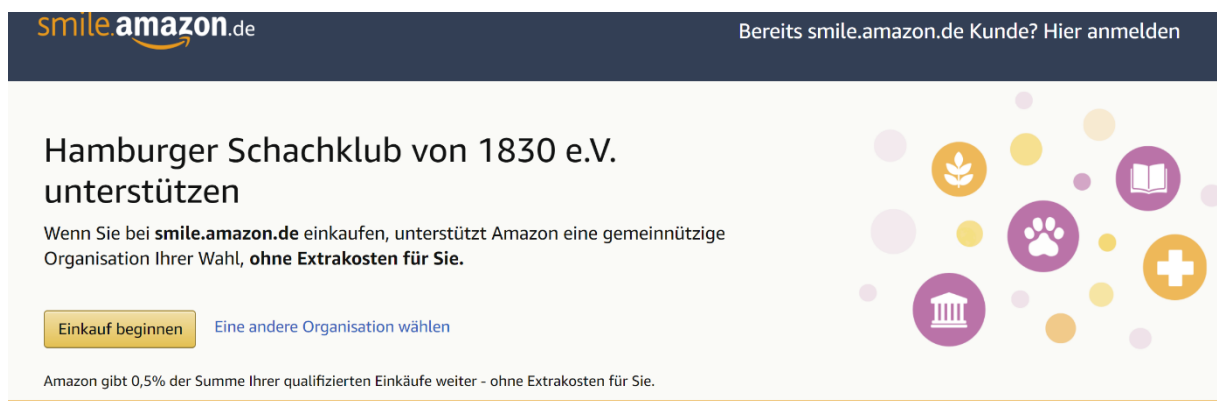 smile.amazon.de
Bereits smile.amazon.de Kunde? Hier anmelden
Hamburger Schachklub von 1830 e.V.
unterstützen
Wenn Sie bei smile.amazon.de einkaufen, unterstützt Amazon eine gemeinnützige
Organisation Ihrer Wahl, ohne Extrakosten für Sie.
Einkauf beginnen
Eine andere Organisation wählen
Amazon gibt 0,5% der Summe Ihrer qualifizierten Einkäufe weiter - ohne Extrakosten für Sie.